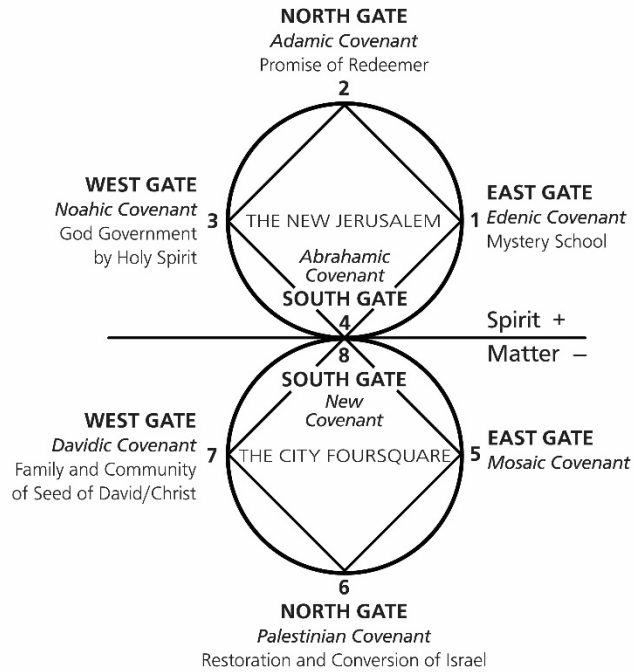 NORTH GATE
Adamic Covenant
Promise of Redeemer
2
WEST GATE
Noahic Covenant
God Government
by Holy Spirit
3
THE NEW JERUSALEM
1
EAST GATE
Edenic Covenant
Mystery School
Abrahamic
Covenant
SOUTH GATE
4
Spirit +
Matter –
8
SOUTH GATE
New
Covenant
WEST GATE
Davidic Covenant
Family and Community
of Seed of David/Christ
7
THE CITY FOURSQUARE
5
EAST GATE
Mosaic Covenant
6
NORTH GATE
Palestinian Covenant
Restoration and Conversion of Israel